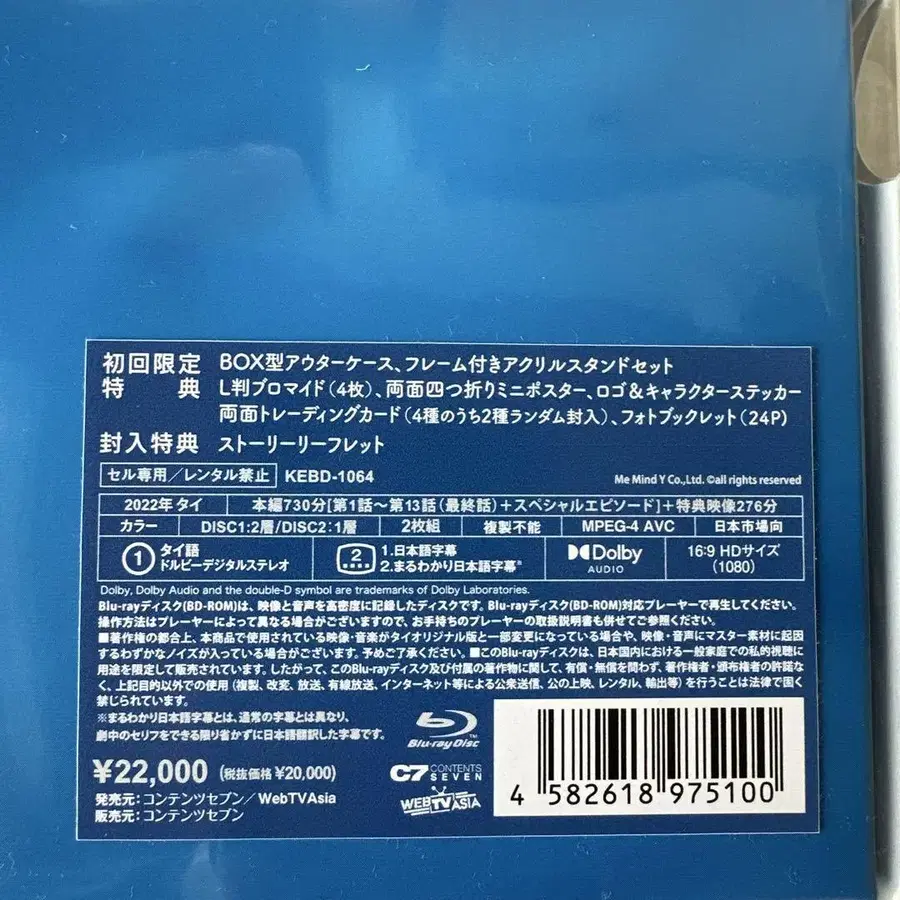 初回限定 BOX型アウターケース、フレーム付きアクリルスタンドセット
特典 L判ブロマイド(4枚)、両面四つ折りミニポスター、ロゴ&キャラクターステッカー
両面トレーディングカード(4種のうち2種ランダム封入)、フォトブックレット(24P)
封入特典 ストーリーリーフレット
セル専用/レンタル禁止 KEBD-1064 Me Mind Y Co.,Ltd. ©all rights reserved
2022年 タイ 本編730分[第1話~第13話(最終話)+スペシャルエピソード]+特典映像276分
カラー DISC1:2層/DISC2:1層 2枚組 複製不能 MPEG-4 AVC 日本市場向
1 タイ語 2 1.日本語字幕 Dolby 16:9 HDサイズ
ドルビーデジタルステレオ 2.まるわかり日本語字幕※ AUDIO (1080)
Dolby, Dolby Audio and the double-D symbol are trademarks of Dolby Laboratories.
Blu-rayディスク(BD-ROM)は、映像と音声を高密度に記録したディスクです。Blu-rayディスク(BD-ROM)対応プレーヤーで再生してください。
操作方法はプレーヤーによって異なる場合がございますので、お手持ちのプレーヤーの取扱説明書も併せてご参照ください。
■著作権の都合上、本商品で使用されている映像・音楽がタイオリジナル版と一部変更になっている場合や、映像・音声にマスター素材に起因
するわずかなノイズが入っている場合がございます。予めご了承ください。■このBlu-rayディスクは、日本国内における一般家庭での私的視聴に
用途を限定して販売されています。したがって、このBlu-rayディスク及び付属の著作物に関して、有償・無償を問わず、著作権者・頒布権者の許諾な
く、上記目的以外での使用(複製、改変、放送、有線放送、インターネット等による公衆送信、公の上映、レンタル、輸出等)を行うことは法律で固く
禁じられています。
※まるわかり日本語字幕とは、通常の字幕とは異なり、
劇中のセリフをできる限り省かずに日本語翻訳した字幕です。
Blu-ray Disc™
¥22,000 (税抜価格 ¥20,000) C7 CONTENTS SEVEN
発売元:コンテンツセブン/WebTVAsia WEBTVASIA
販売元:コンテンツセブン
4 582618 975100